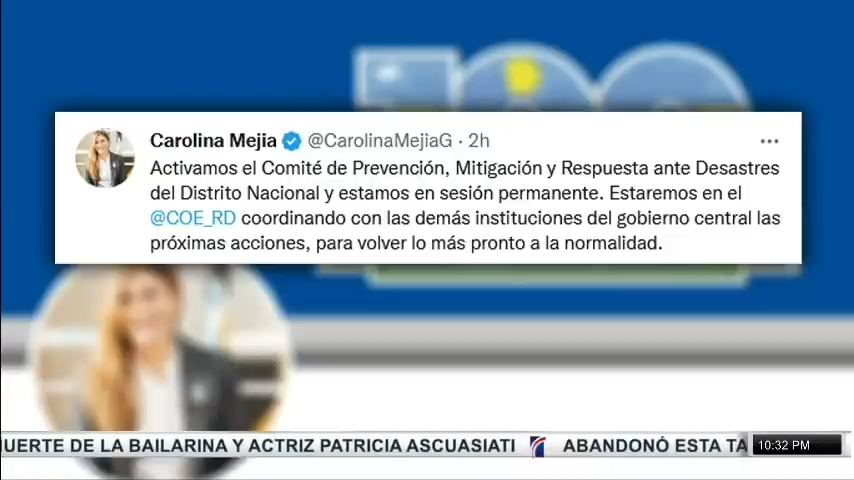 Carolina Mejia @CarolinaMejiaG · 2h
Activamos el Comité de Prevención, Mitigación y Respuesta ante Desastres
del Distrito Nacional y estamos en sesión permanente. Estaremos en el
@COE_RD coordinando con las demás instituciones del gobierno central las
próximas acciones, para volver lo más pronto a la normalidad.
DE LA BAILARINA Y ACTRIZ PATRICIA ASCUASIATI ABANDONÓ ESTA
10:32 PM